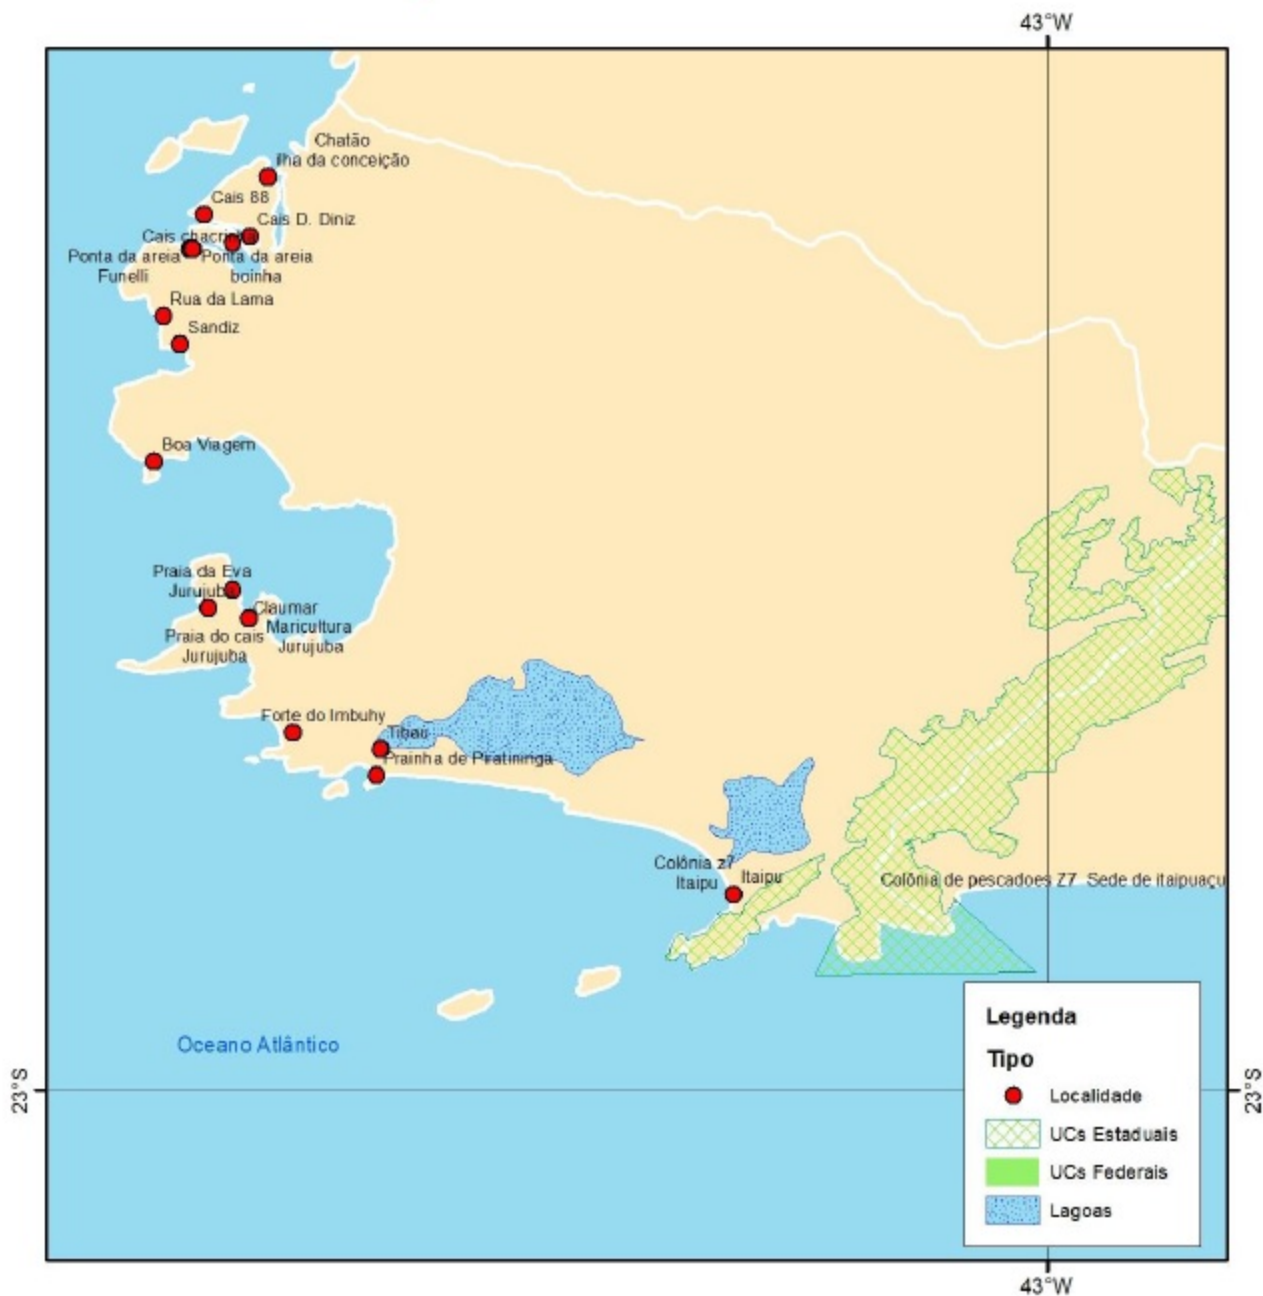 43°W
Chatão
ilha da conceição
Cais 88
Cais D. Diniz
Cais chacrinha
Ponta da areia
Funelli
Ponta da areia
boinha
Rua da Lama
Sandiz
Boa Viagem
Praia da Eva
Jurujuba
Claumar
Maricultura
Jurujuba
Praia do cais
Jurujuba
Forte do Imbuhy
Tibau
Prainha de Piratininga
Colônia z7
Itaipu
Itaipu
Colônia de pescadoes Z7 Sede de itaipuaçu
Oceano Atlântico
23°S
23°S
Legenda
Tipo
Localidade
UCs Estaduais
UCs Federais
Lagoas
43°W